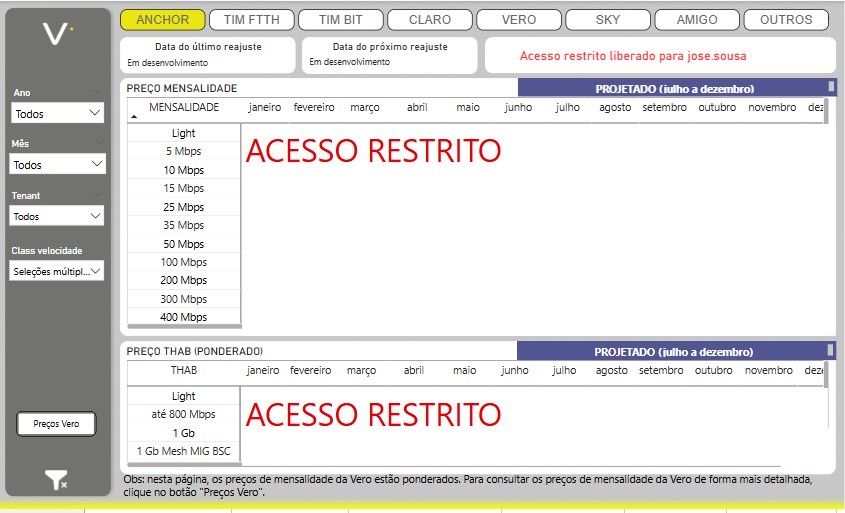 ANCHOR TIM FTTH TIM BIT CLARO VERO SKY AMIGO OUTROS
V
Data do último reajuste
Em desenvolvimento
Data do próximo reajuste
Em desenvolvimento
Acesso restrito liberado para jose.sousa
Ano
Todos
Mês
Todos
Tenant
Todos
Class velocidade
Seleções múltipl...
Preços Vero
PREÇO MENSALIDADE
PROJETADO (julho a dezembro)
MENSALIDADE janeiro fevereiro março abril maio junho julho agosto setembro outubro novembro dez
Light
ACESSO RESTRITO
5 Mbps
10 Mbps
15 Mbps
25 Mbps
35 Mbps
50 Mbps
100 Mbps
200 Mbps
300 Mbps
400 Mbps
PREÇO THAB (PONDERADO)
PROJETADO (julho a dezembro)
THAB janeiro fevereiro março abril maio junho julho agosto setembro outubro novembro deze
Light
ACESSO RESTRITO
até 800 Mbps
1 Gb
1 Gb Mesh MIG BSC
Obs: nesta página, os preços de mensalidade da Vero estão ponderados. Para consultar os preços de mensalidade da Vero de forma mais detalhada,
clique no botão "Preços Vero".